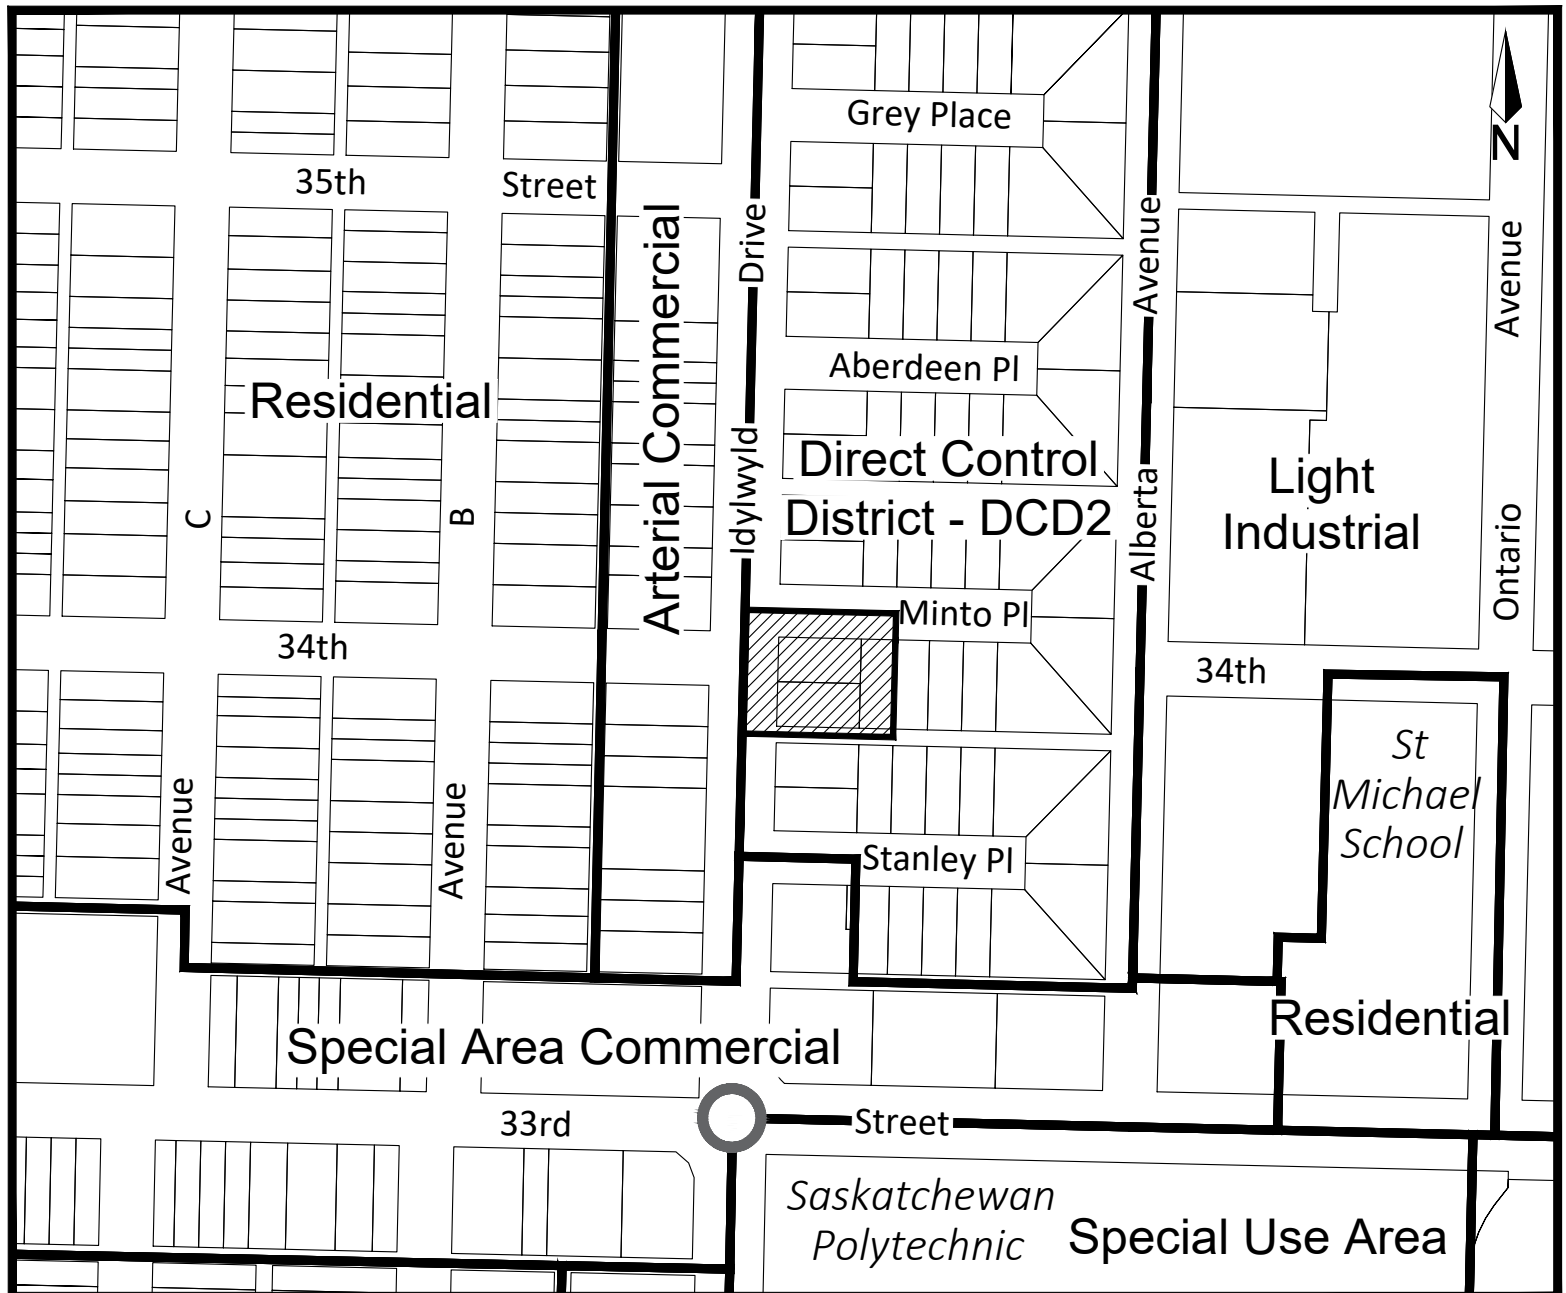 Grey Place
N
35th Street
Avenue
Drive
Avenue
Arterial Commercial
Aberdeen Pl
Residential
Idylwyld
Direct Control
District - DCD2
Alberta
Light
Industrial
C
B
Ontario
Minto Pl
34th
34th
St
Michael
School
Avenue
Avenue
Stanley Pl
Special Area Commercial
Residential
33rd
Street
Saskatchewan
Polytechnic
Special Use Area